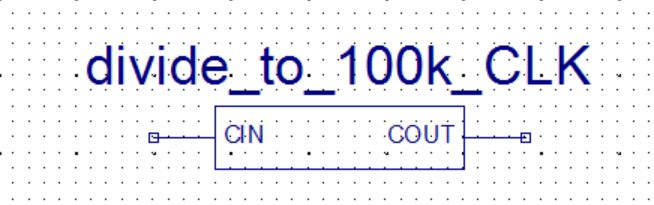 divide_to_100k_CLK
CIN COUT